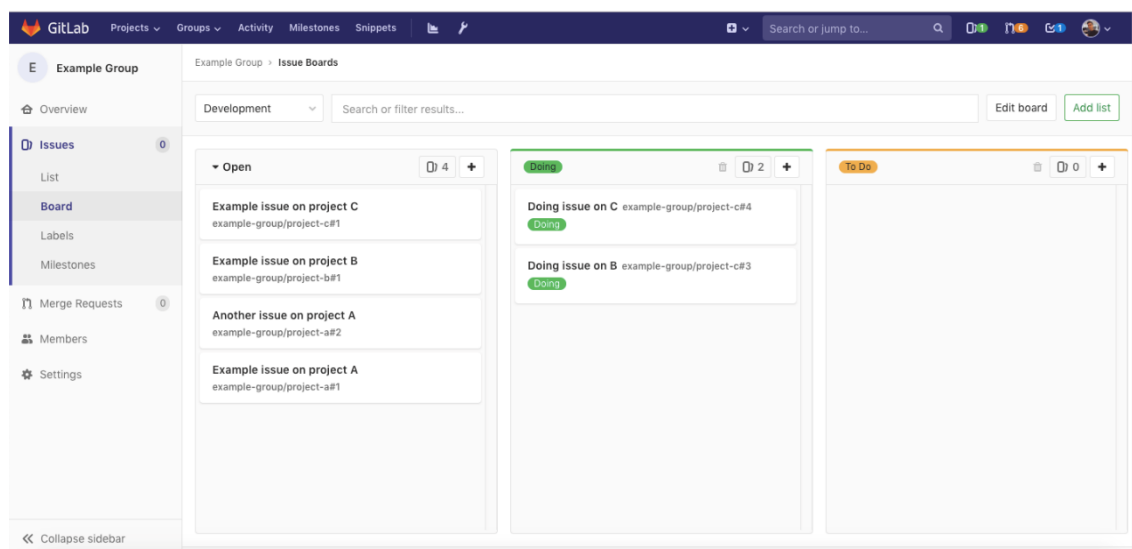 GitLab Projects Groups Activity Milestones Snippets Search or jump to... 1 6 1
E Example Group
Example Group > Issue Boards
Overview
Development Search or filter results... Edit board Add list
Issues 0
List
Board
Labels
Milestones
Merge Requests 0
Members
Settings
Collapse sidebar
Open 4 +
Example issue on project C
example-group/project-c#1
Example issue on project B
example-group/project-b#1
Another issue on project A
example-group/project-a#2
Example issue on project A
example-group/project-a#1
Doing 2 +
Doing issue on C example-group/project-c#4
Doing
Doing issue on B example-group/project-c#3
Doing
To Do 0 +